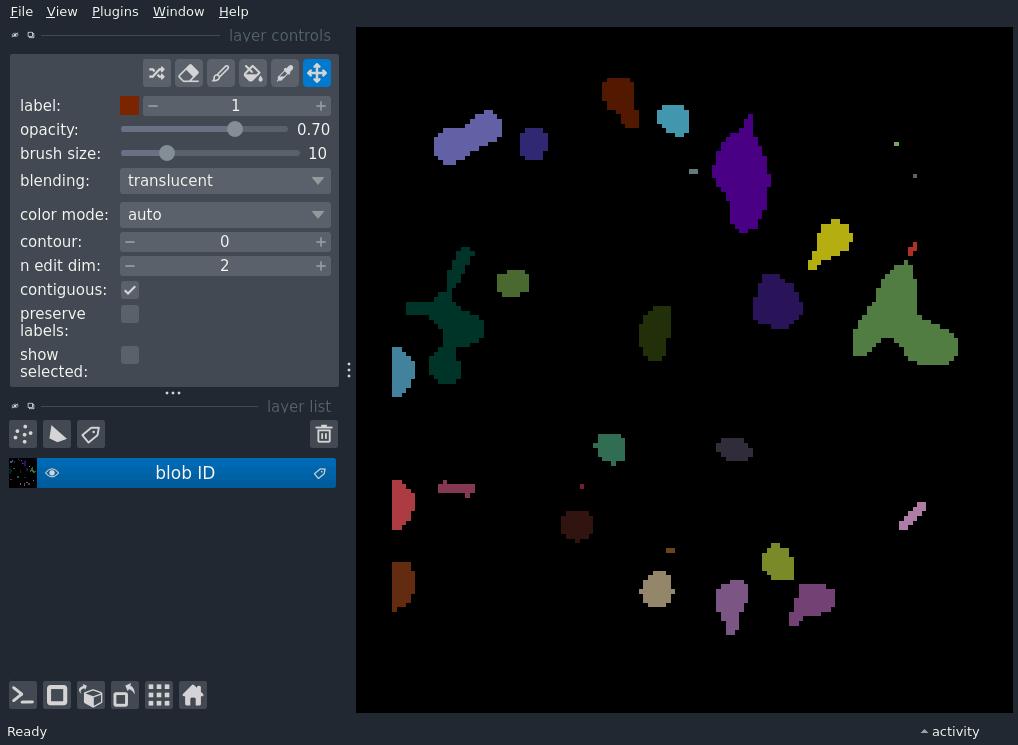 File View Plugins Window Help
layer controls
label: 1
opacity: 0.70
brush size: 10
blending: translucent
color mode: auto
contour: 0
n edit dim: 2
contiguous:
preserve
labels:
show
selected:
layer list
blob ID
Ready
activity